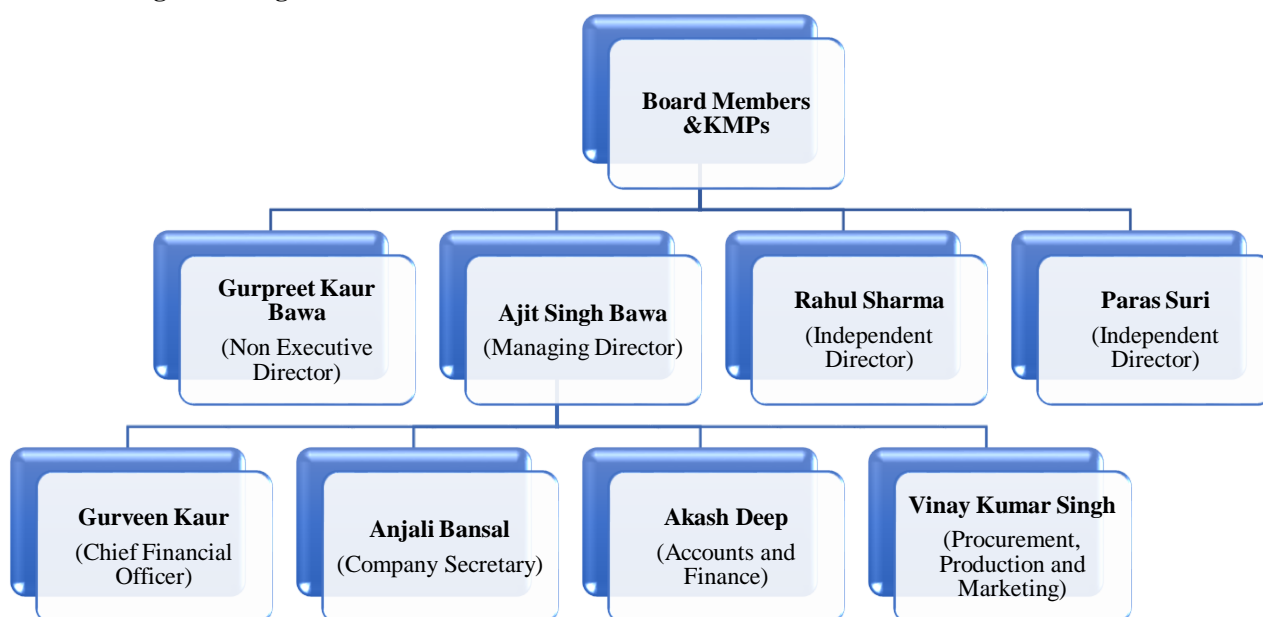 Board Members
&KMPs
Gurpreet Kaur
Bawa
(Non Executive
Director)
Ajit Singh Bawa
(Managing Director)
Rahul Sharma
(Independent
Director)
Paras Suri
(Independent
Director)
Gurveen Kaur
(Chief Financial
Officer)
Anjali Bansal
(Company Secretary)
Akash Deep
(Accounts and
Finance)
Vinay Kumar Singh
(Procurement,
Production and
Marketing)